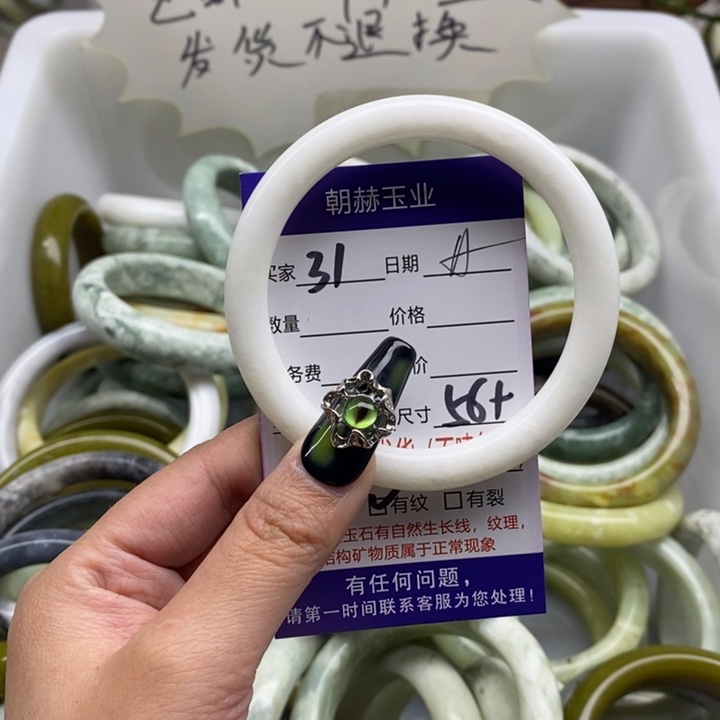 发货不退换
朝赫玉业
买家 31 日期
数量 价格
务费 价
尺寸 56+
有纹 有裂
玉石有自然生长线，纹理，
结构矿物质属于正常现象
有任何问题，
请第一时间联系客服为您处理！